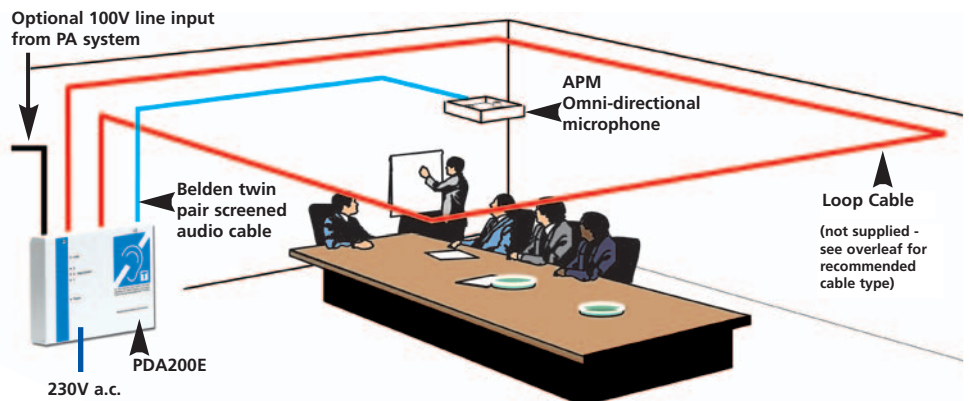 Optional 100V line input
from PA system
APM
Omni-directional
microphone
Belden twin
pair screened
audio cable
Loop Cable
(not supplied -
see overleaf for
recommended
cable type)
T
PDA200E
230V a.c.